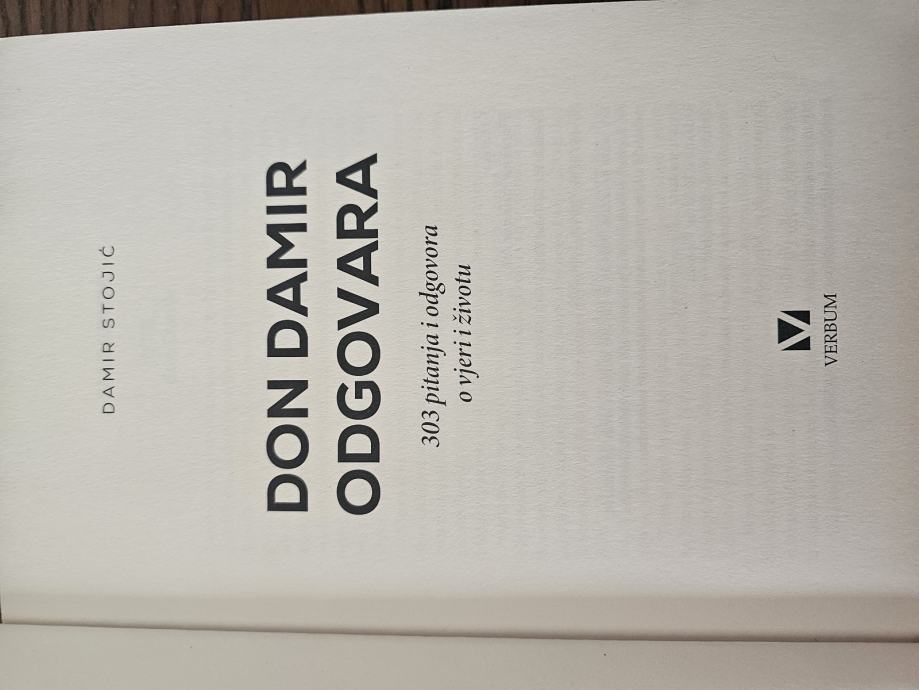 DAMIR STOJIĆ
DON DAMIR
ODGOVARA
303 pitanja i odgovora
o vjeri i životu
VERBUM